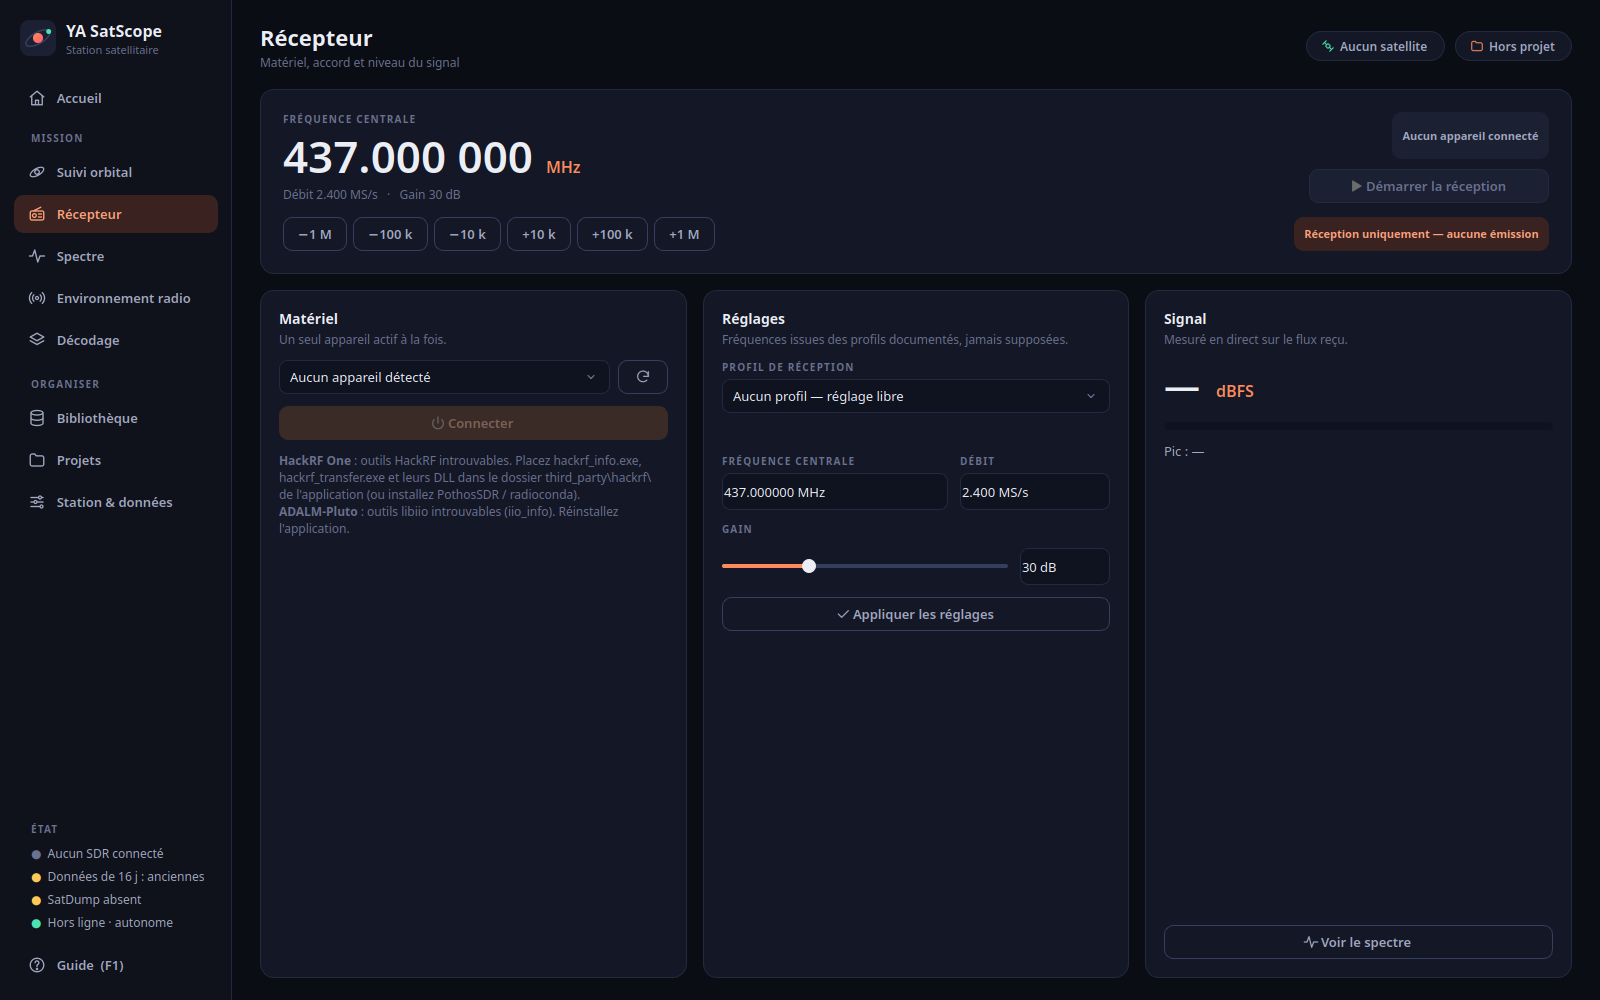 YA SatScope
Station satellitaire
Accueil
MISSION
Suivi orbital
Récepteur
Spectre
Environnement radio
Décodage
ORGANISER
Bibliothèque
Projets
Station & données
ÉTAT
Aucun SDR connecté
Données de 16 j : anciennes
SatDump absent
Hors ligne · autonome
Guide (F1)
Récepteur
Matériel, accord et niveau du signal
Aucun satellite
Hors projet
FRÉQUENCE CENTRALE
437.000 000 MHz
Débit 2.400 MS/s · Gain 30 dB
−1 M
−100 k
−10 k
+10 k
+100 k
+1 M
Aucun appareil connecté
Démarrer la réception
Réception uniquement — aucune émission
Matériel
Un seul appareil actif à la fois.
Aucun appareil détecté
Connecter
HackRF One : outils HackRF introuvables. Placez hackrf_info.exe,
hackrf_transfer.exe et leurs DLL dans le dossier third_party\hackrf\
de l'application (ou installez PothosSDR / radioconda).
ADALM-Pluto : outils libiio introuvables (iio_info). Réinstallez
l'application.
Réglages
Fréquences issues des profils documentés, jamais supposées.
PROFIL DE RÉCEPTION
Aucun profil — réglage libre
FRÉQUENCE CENTRALE
DÉBIT
437.000000 MHz
2.400 MS/s
GAIN
30 dB
Appliquer les réglages
Signal
Mesuré en direct sur le flux reçu.
— dBFS
Pic : —
Voir le spectre